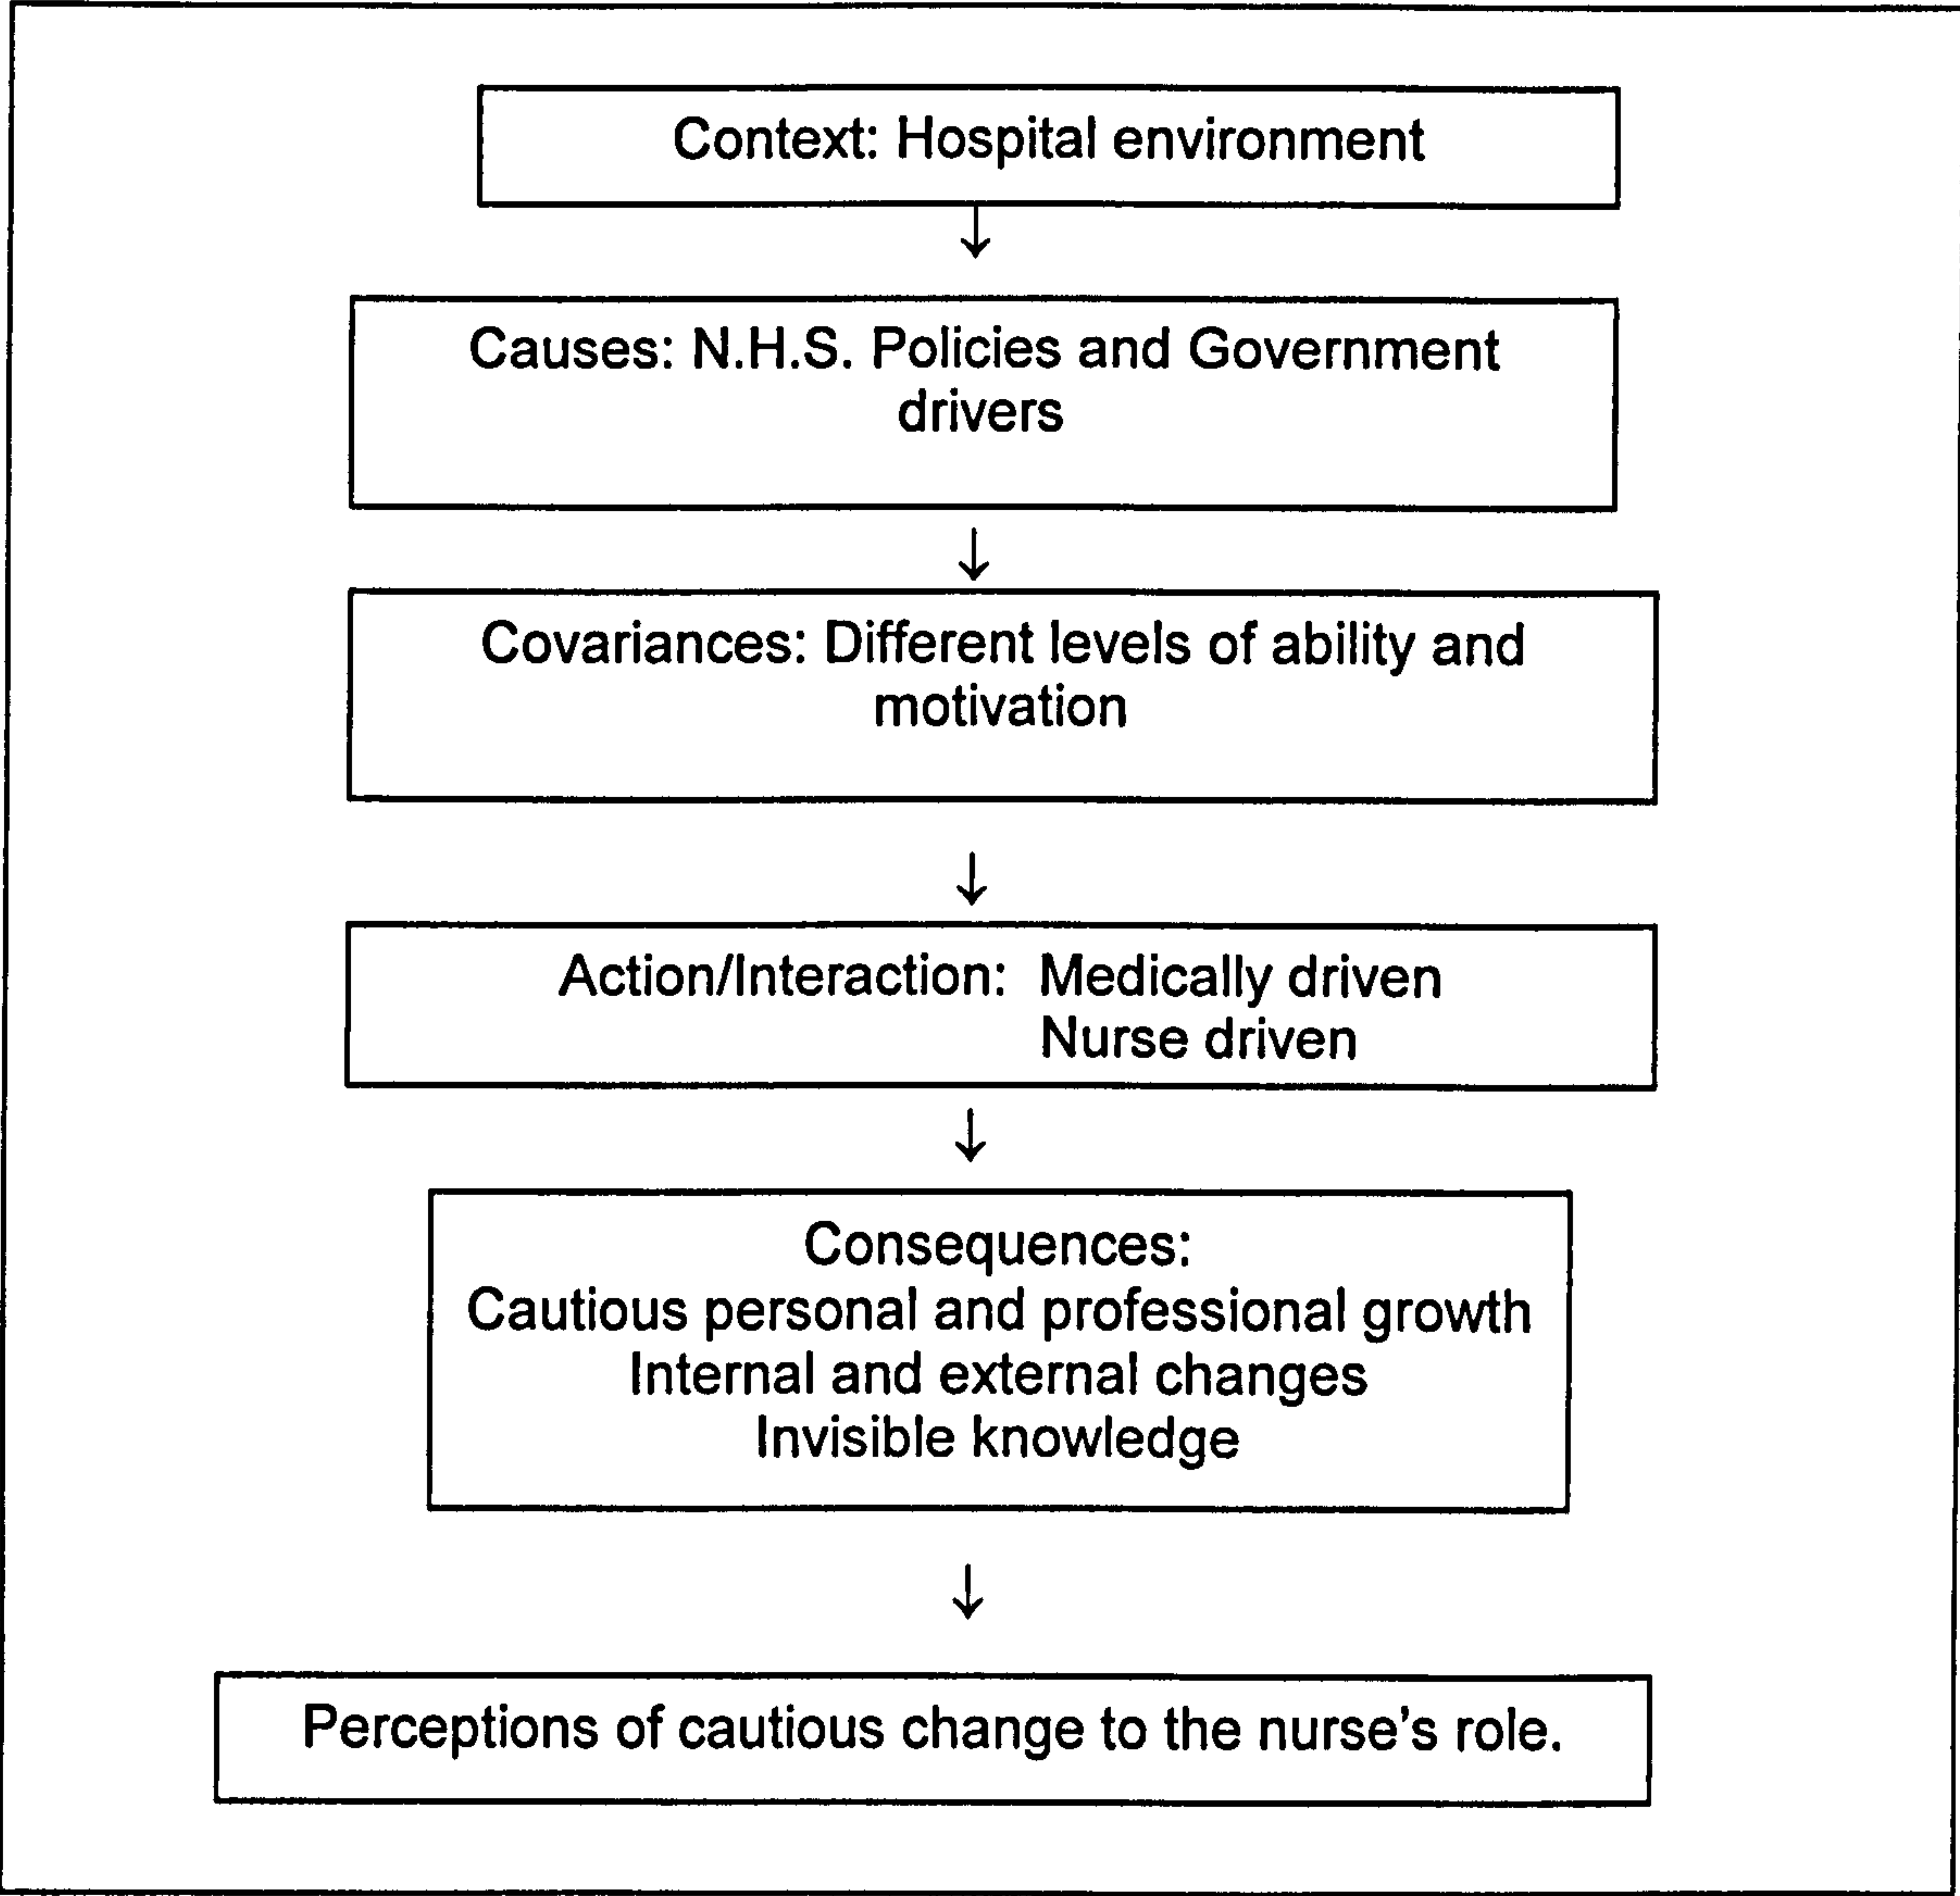 Context: Hospital environment
Causes: N.H.S. Policies and Government
drivers
Covariances: Different levels of ability and
motivation
Action/Interaction: Medically driven
Nurse driven
Consequences:
Cautious personal and professional growth
Internal and external changes
Invisible knowledge
Perceptions of cautious change to the nurse's role.